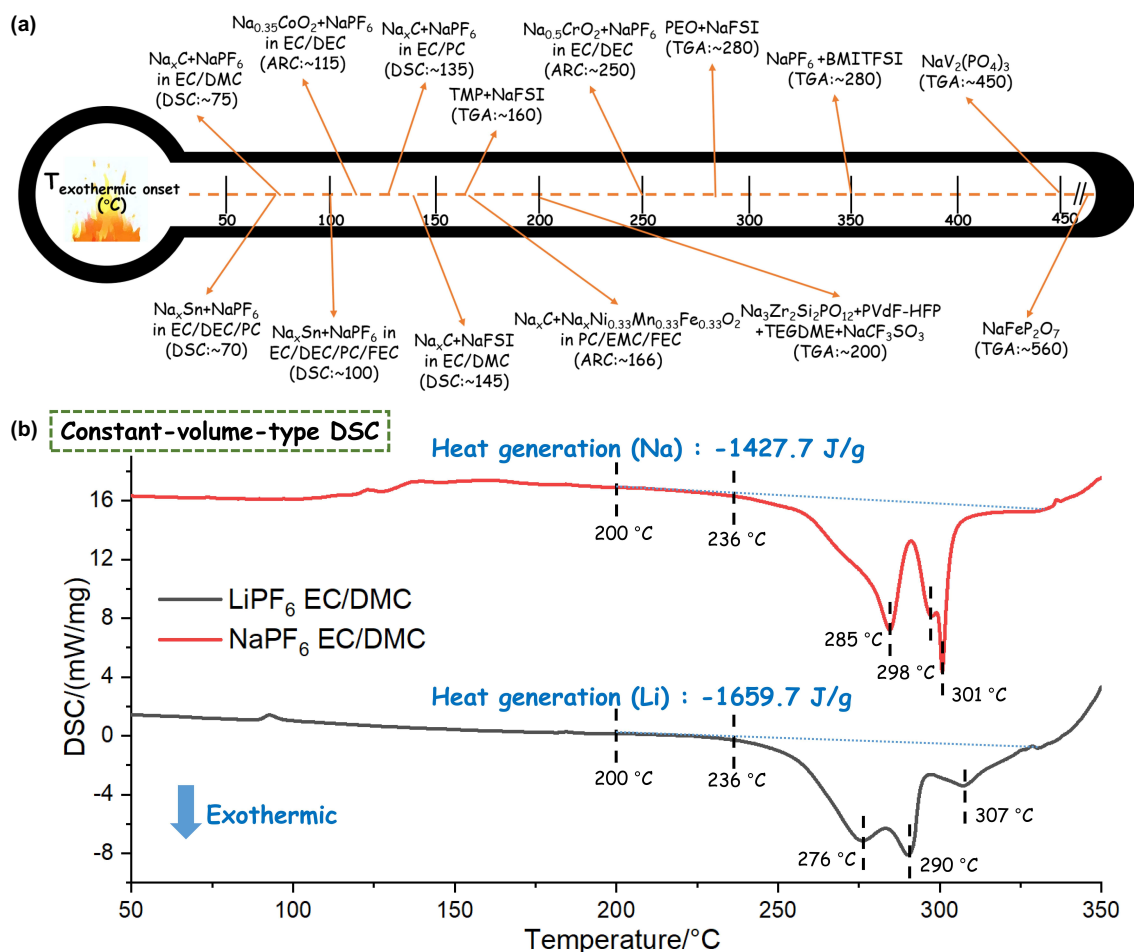 (a)
Na0.35CoO2+NaPF6
in EC/DEC
(ARC:~115)
NaxC+NaPF6
in EC/PC
(DSC:~135)
Na0.5CrO2+NaPF6
in EC/DEC
(ARC:~250)
PEO+NaFSI
(TGA:~280)
NaxC+NaPF6
in EC/DMC
(DSC:~75)
TMP+NaFSI
(TGA:~160)
NaPF6+BMITFSI
(TGA:~280)
NaV2(PO4)3
(TGA:~450)
Texothermic onset
(°C)
50 100 150 200 250 300 350 400 450
//
NaxSn+NaPF6
in EC/DEC/PC
(DSC:~70)
NaxSn+NaPF6 in
EC/DEC/PC/FEC
(DSC:~100)
NaxC+NaFSI
in EC/DMC
(DSC:~145)
NaxC+NaxNi0.33Mn0.33Fe0.33O2
in PC/EMC/FEC
(ARC:~166)
Na3Zr2Si2PO12+PVdF-HFP
+TEGDME+NaCF3SO3
(TGA:~200)
NaFeP2O7
(TGA:~560)
(b)
Constant-volume-type DSC
Heat generation (Na) : -1427.7 J/g
200 °C
236 °C
285 °C
298 °C
301 °C
LiPF6 EC/DMC
NaPF6 EC/DMC
Heat generation (Li) : -1659.7 J/g
200 °C
236 °C
276 °C
290 °C
307 °C
Exothermic
DSC/(mW/mg)
16
12
8
4
0
-4
-8
50 100 150 200 250 300 350
Temperature/°C